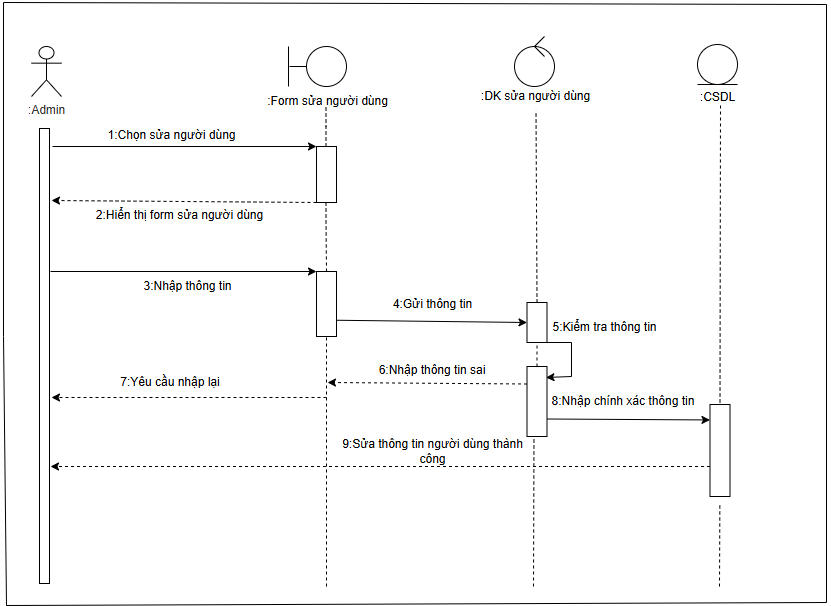 :Admin
:Form sửa người dùng
:DK sửa người dùng
:CSDL
1:Chọn sửa người dùng
2:Hiển thị form sửa người dùng
3:Nhập thông tin
4:Gửi thông tin
5:Kiểm tra thông tin
6:Nhập thông tin sai
7:Yêu cầu nhập lại
8:Nhập chính xác thông tin
9:Sửa thông tin người dùng thành
công